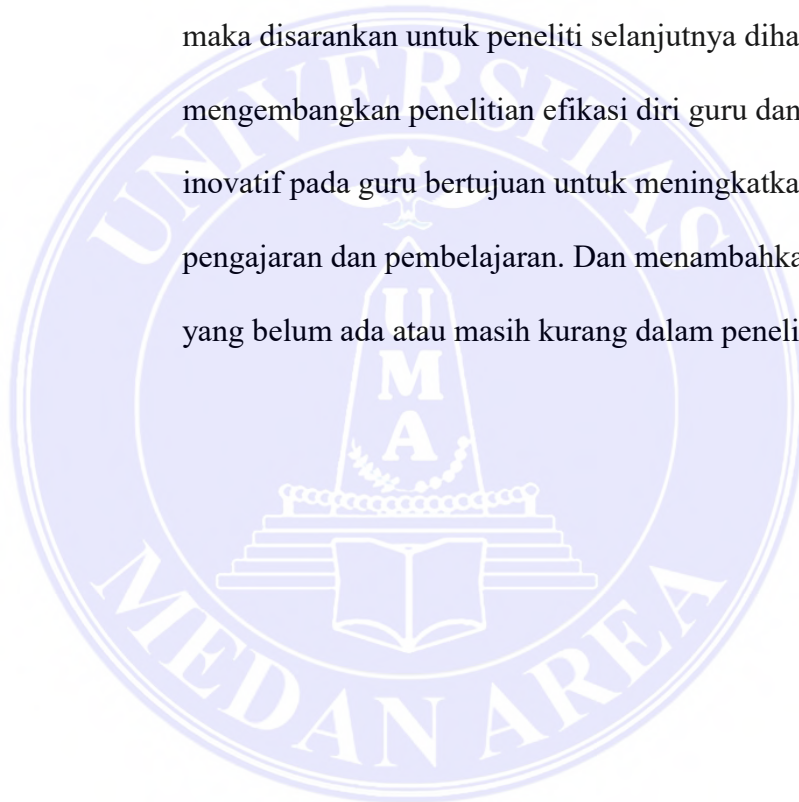 maka disarankan untuk peneliti selanjutnya diha
mengembangkan penelitian efikasi diri guru dan
inovatif pada guru bertujuan untuk meningkatka
pengajaran dan pembelajaran. Dan menambahka
yang belum ada atau masih kurang dalam peneli
UNIVERSITAS
U
M
A
MEDAN AREA